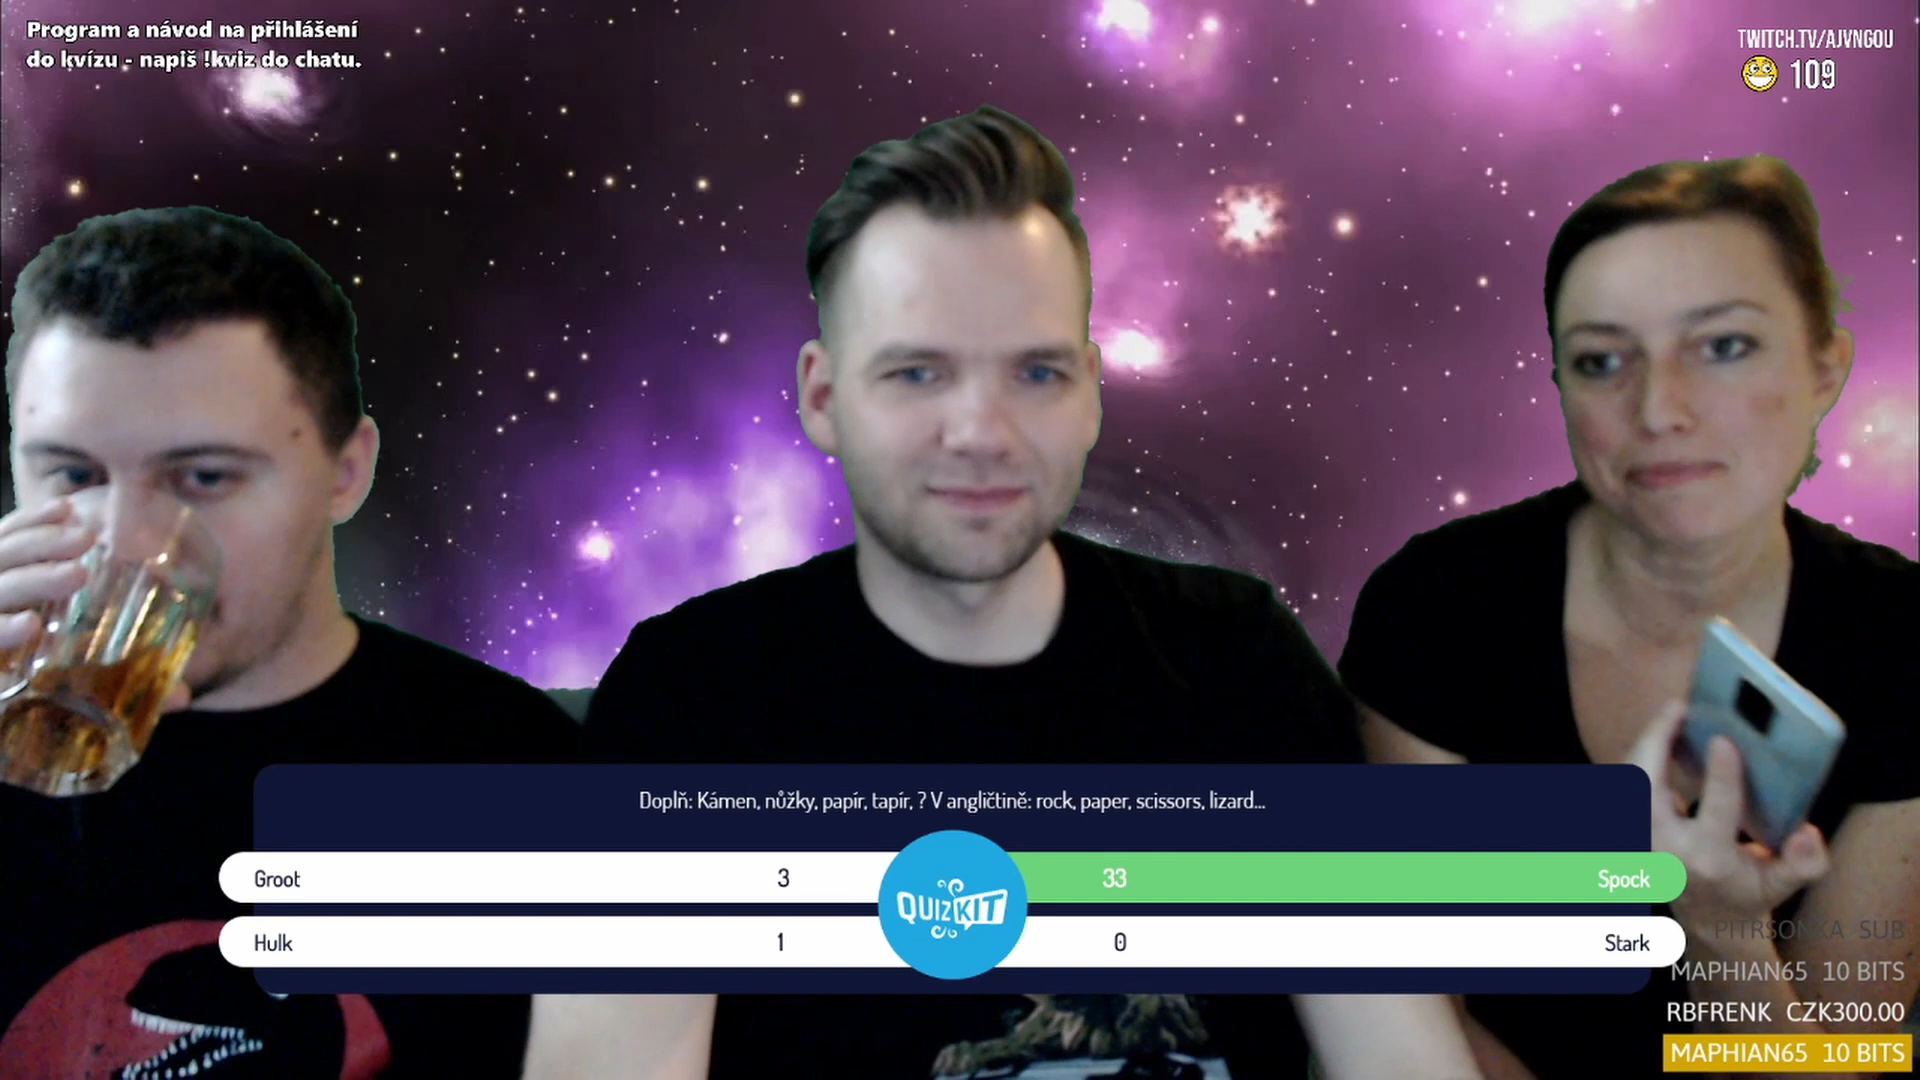 Program a návod na přihlášení
do kvízu - napiš !kviz do chatu.
TWITCH.TV/AJVNGOU
109
Doplň: Kámen, nůžky, papír, tapír, ? V angličtině: rock, paper, scissors, lizard...
Groot 3
33 Spock
QUIZKIT
Hulk 1
0 Stark
PITRSONKA SUB
MAPHIAN65 10 BITS
RBFRENK CZK300.00
MAPHIAN65 10 BITS